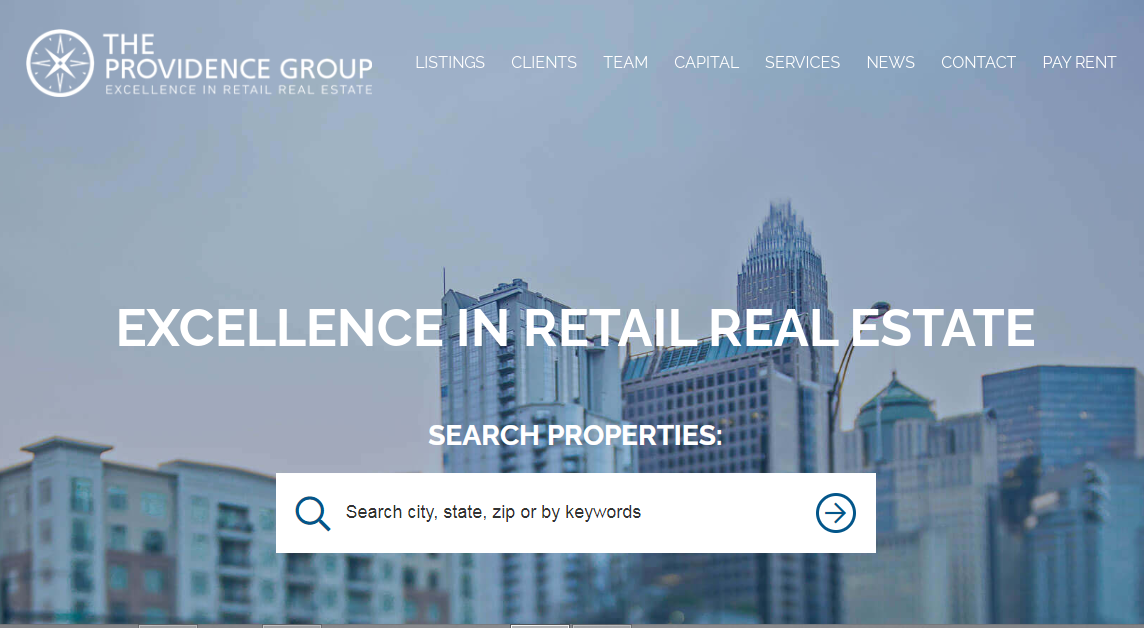 THE
PROVIDENCE GROUP
EXCELLENCE IN RETAIL REAL ESTATE
LISTINGS CLIENTS TEAM CAPITAL SERVICES NEWS CONTACT PAY RENT
EXCELLENCE IN RETAIL REAL ESTATE
SEARCH PROPERTIES:
Search city, state, zip or by keywords